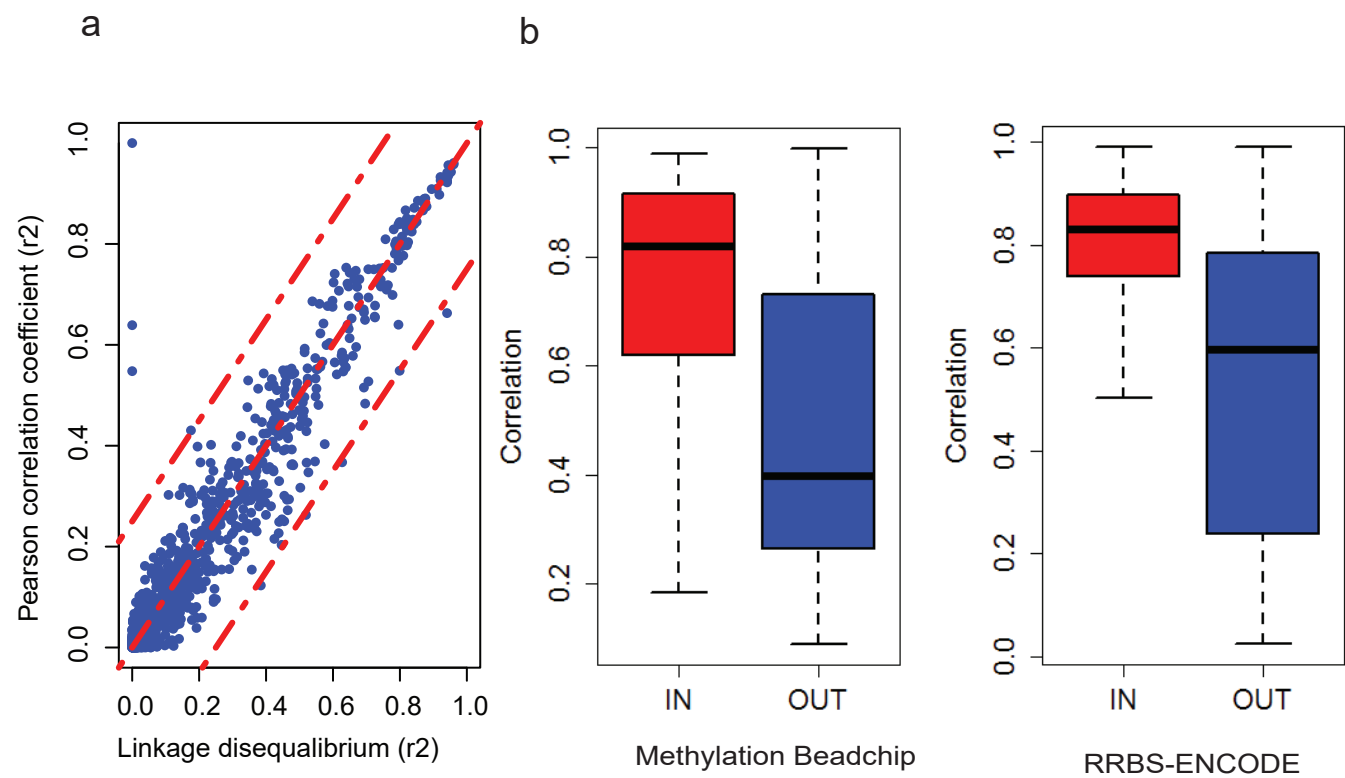 a
b
Pearson correlation coefficient (r2)
1.0
0.8
0.6
0.4
0.2
0.0
0.0 0.2 0.4 0.6 0.8 1.0
Linkage disequalibrium (r2)
Correlation
1.0
0.8
0.6
0.4
0.2
IN OUT
Methylation Beadchip
Correlation
1.0
0.8
0.6
0.4
0.2
0.0
IN OUT
RRBS-ENCODE